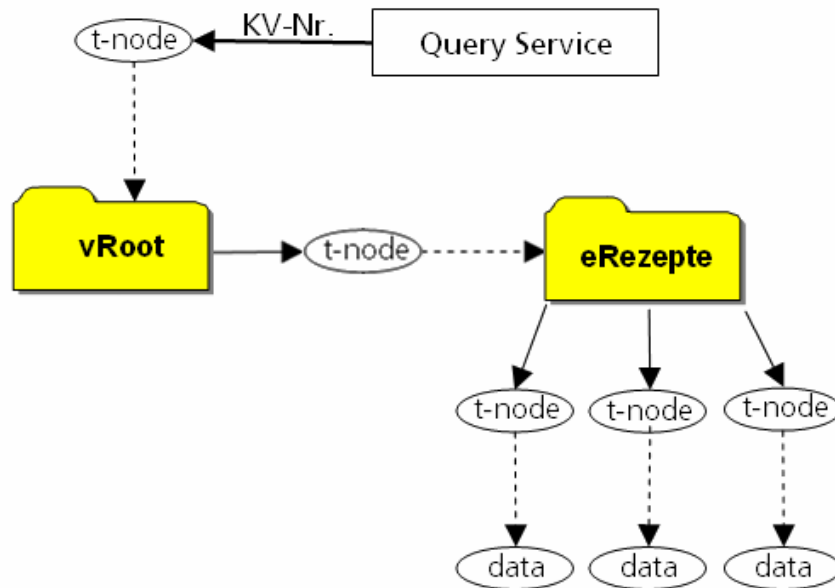 t-node
KV-Nr.
Query Service
vRoot
t-node
eRezepte
t-node
t-node
t-node
data
data
data